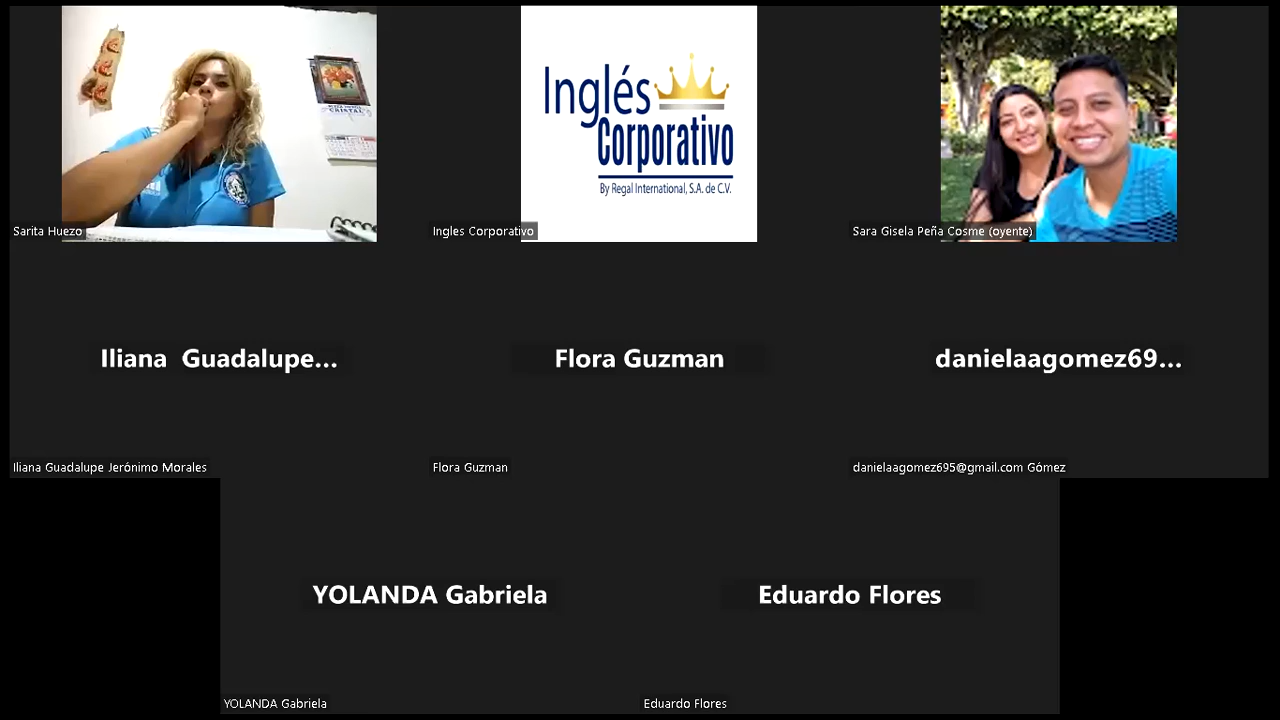 Inglés
Corporativo
By Regal International, S.A. de C.V.
CRISTAL
Sarita Huezo
Ingles Corporativo
Sara Gisela Peña Cosme (oyente)
Iliana Guadalupe...
Flora Guzman
danielaagomez69...
Iliana Guadalupe Jerónimo Morales
Flora Guzman
danielaagomez695@gmail.com Gómez
YOLANDA Gabriela
Eduardo Flores
YOLANDA Gabriela
Eduardo Flores